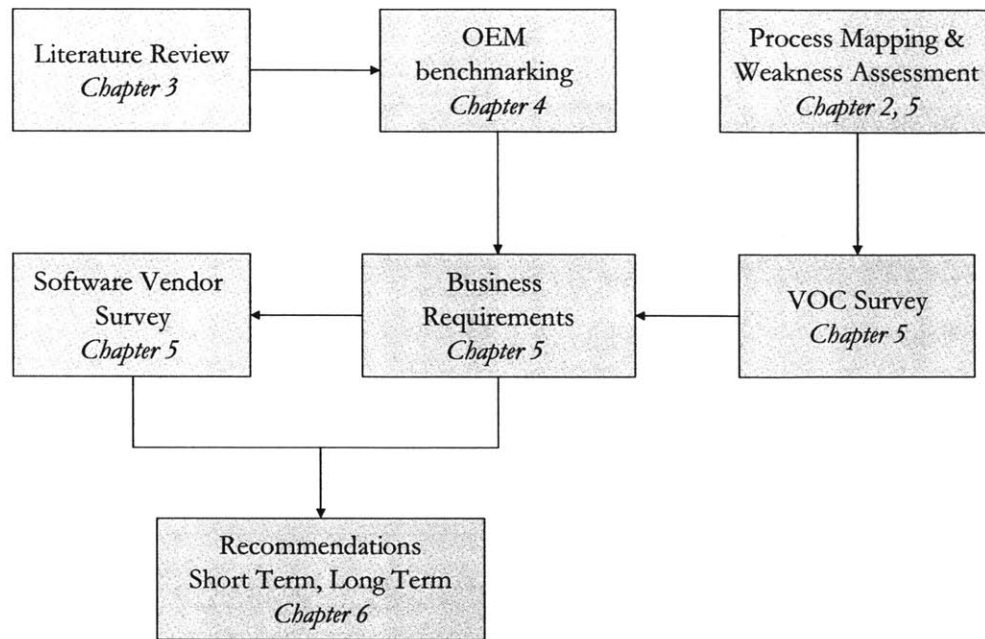 Literature Review
Chapter 3
OEM
benchmarking
Chapter 4
Process Mapping &
Weakness Assessment
Chapter 2, 5
Software Vendor
Survey
Chapter 5
Business
Requirements
Chapter 5
VOC Survey
Chapter 5
Recommendations
Short Term, Long Term
Chapter 6